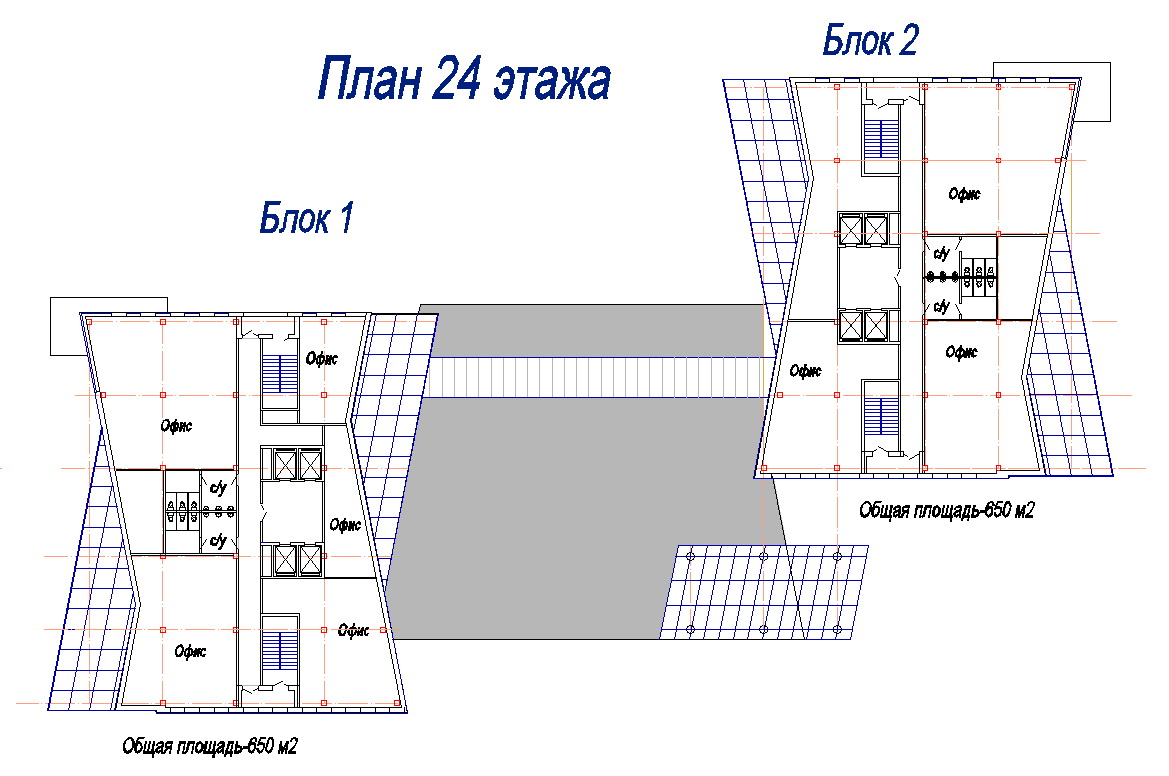 Блок 2
План 24 этажа
Блок 1
Офис
с/у
с/у
Офис
Офис
Общая площадь-650 м2
Офис
Офис
с/у
с/у
Офис
Офис
Офис
Общая площадь-650 м2